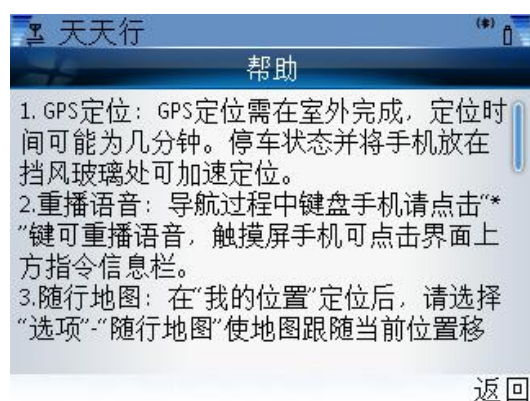 天天行
帮助
1. GPS定位：GPS定位需在室外完成，定位时
间可能为几分钟。停车状态并将手机放在
挡风玻璃处可加速定位。
2.重播语音：导航过程中键盘手机请点击“*
”键可重播语音，触摸屏手机可点击界面上
方指令信息栏。
3.随行地图：在“我的位置”定位后，请选择
“选项”-“随行地图”使地图跟随当前位置移
返回